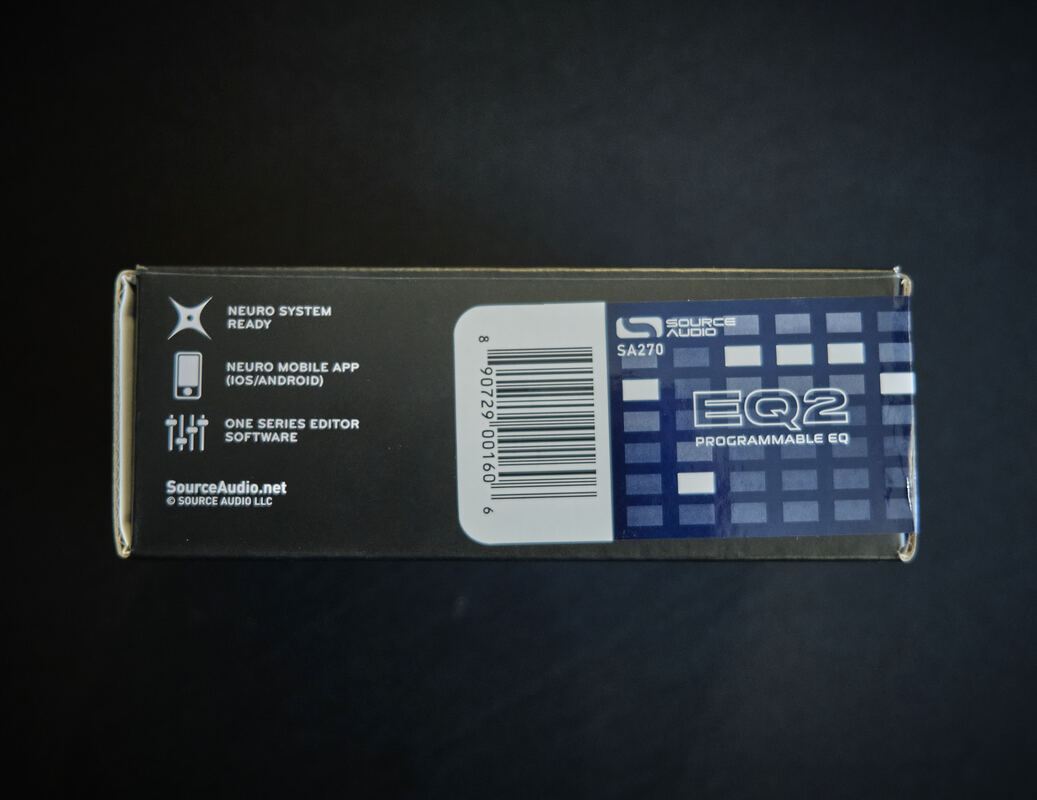 NEURO SYSTEM
READY
NEURO MOBILE APP
(IOS/ANDROID)
ONE SERIES EDITOR
SOFTWARE
SourceAudio.net
© SOURCE AUDIO LLC
8 90729 00160 6
SOURCE
AUDIO
SA270
EQ2
PROGRAMMABLE EQ